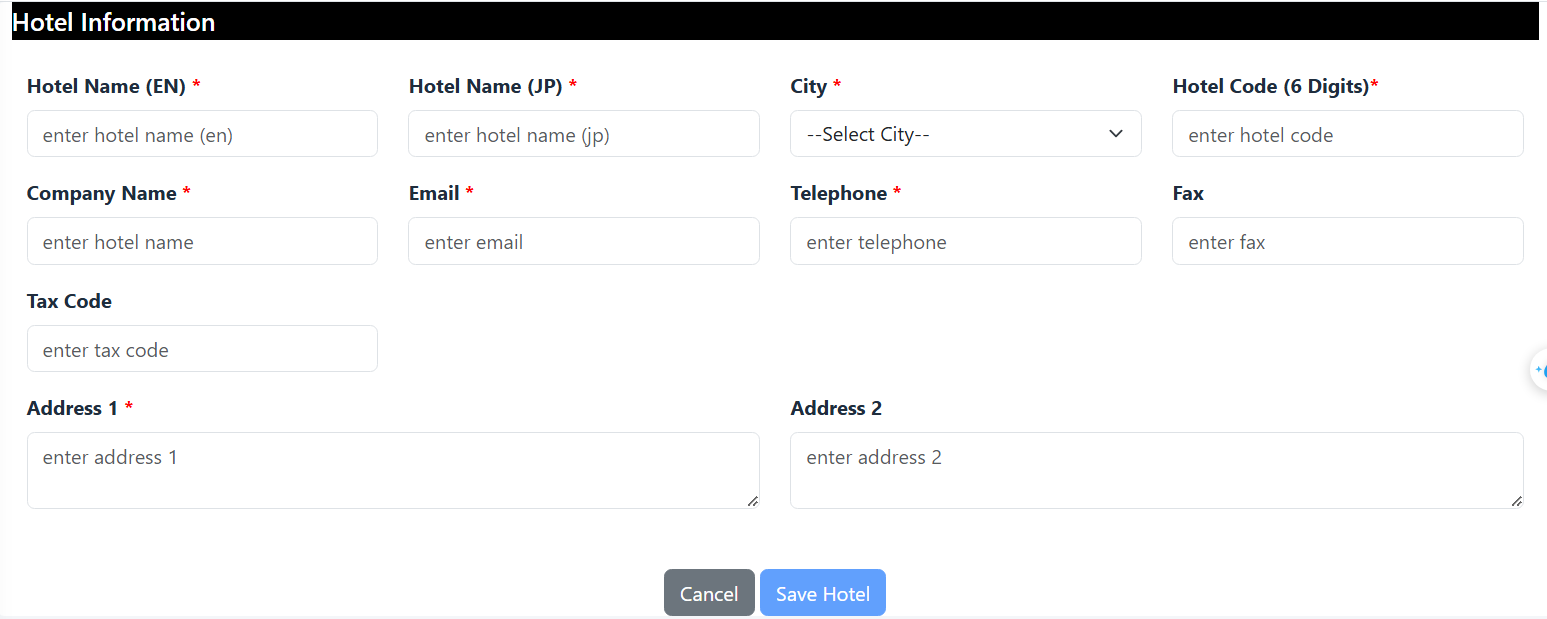 Hotel Information
Hotel Name (EN) * Hotel Name (JP) * City * Hotel Code (6 Digits)*
enter hotel name (en) enter hotel name (jp) --Select City-- enter hotel code
Company Name * Email * Telephone * Fax
enter hotel name enter email enter telephone enter fax
Tax Code
enter tax code
Address 1 * Address 2
enter address 1 enter address 2
Cancel Save Hotel